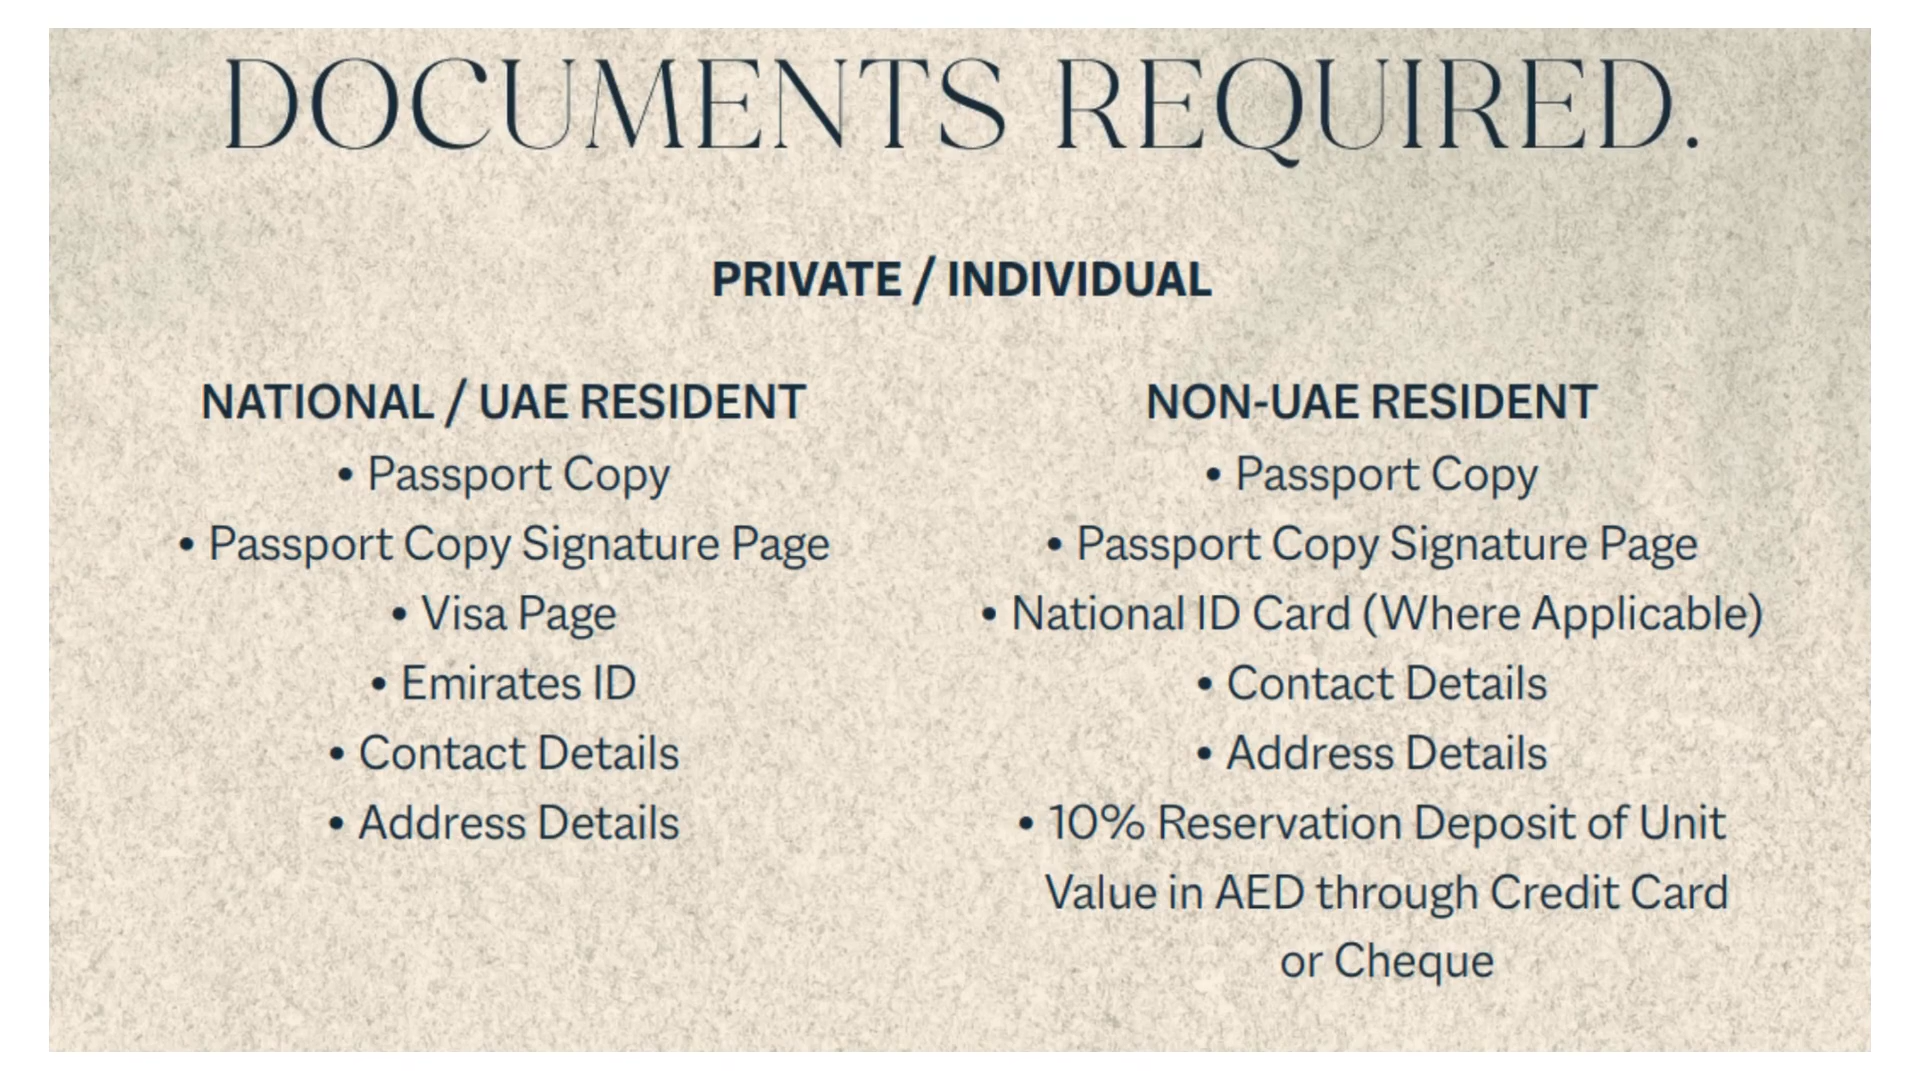 DOCUMENTS REQUIRED.
PRIVATE / INDIVIDUAL
NATIONAL / UAE RESIDENT
• Passport Copy
• Passport Copy Signature Page
• Visa Page
• Emirates ID
• Contact Details
• Address Details
NON-UAE RESIDENT
• Passport Copy
• Passport Copy Signature Page
• National ID Card (Where Applicable)
• Contact Details
• Address Details
• 10% Reservation Deposit of Unit
Value in AED through Credit Card
or Cheque